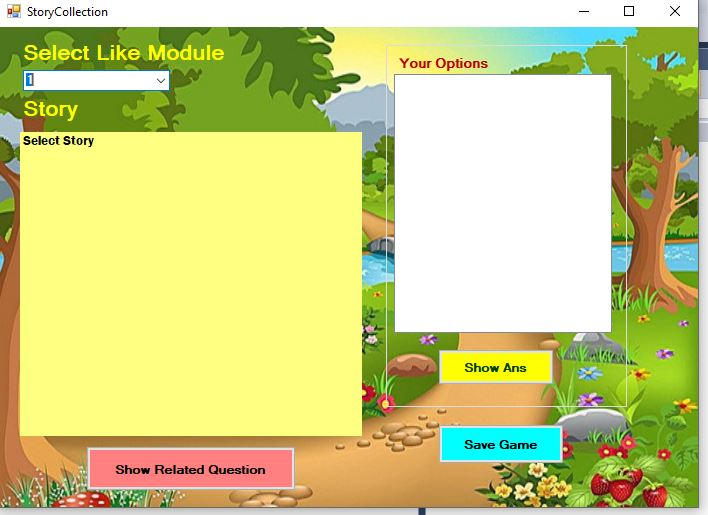 StoryCollection
Select Like Module
1
Story
Select Story
Show Related Question
Your Options
Show Ans
Save Game